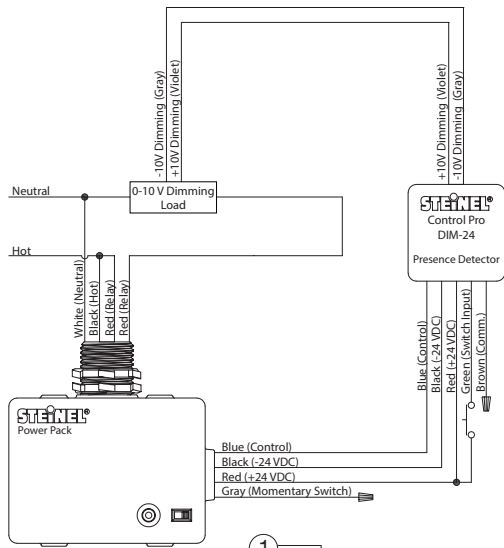 -10V Dimming (Gray)
+10V Dimming (Violet)
+10V Dimming (Violet)
-10V Dimming (Gray)
Neutral
0-10 V Dimming
Load
STEINEL®
Control Pro
DIM-24
Presence Detector
Hot
White (Neutral)
Black (Hot)
Red (Relay)
Red (Relay)
Blue (Control)
Black (-24 VDC)
Red (+24 VDC)
Green (Switch Input)
Brown (Comm.)
STEINEL®
Power Pack
Blue (Control)
Black (-24 VDC)
Red (+24 VDC)
Gray (Momentary Switch)
1